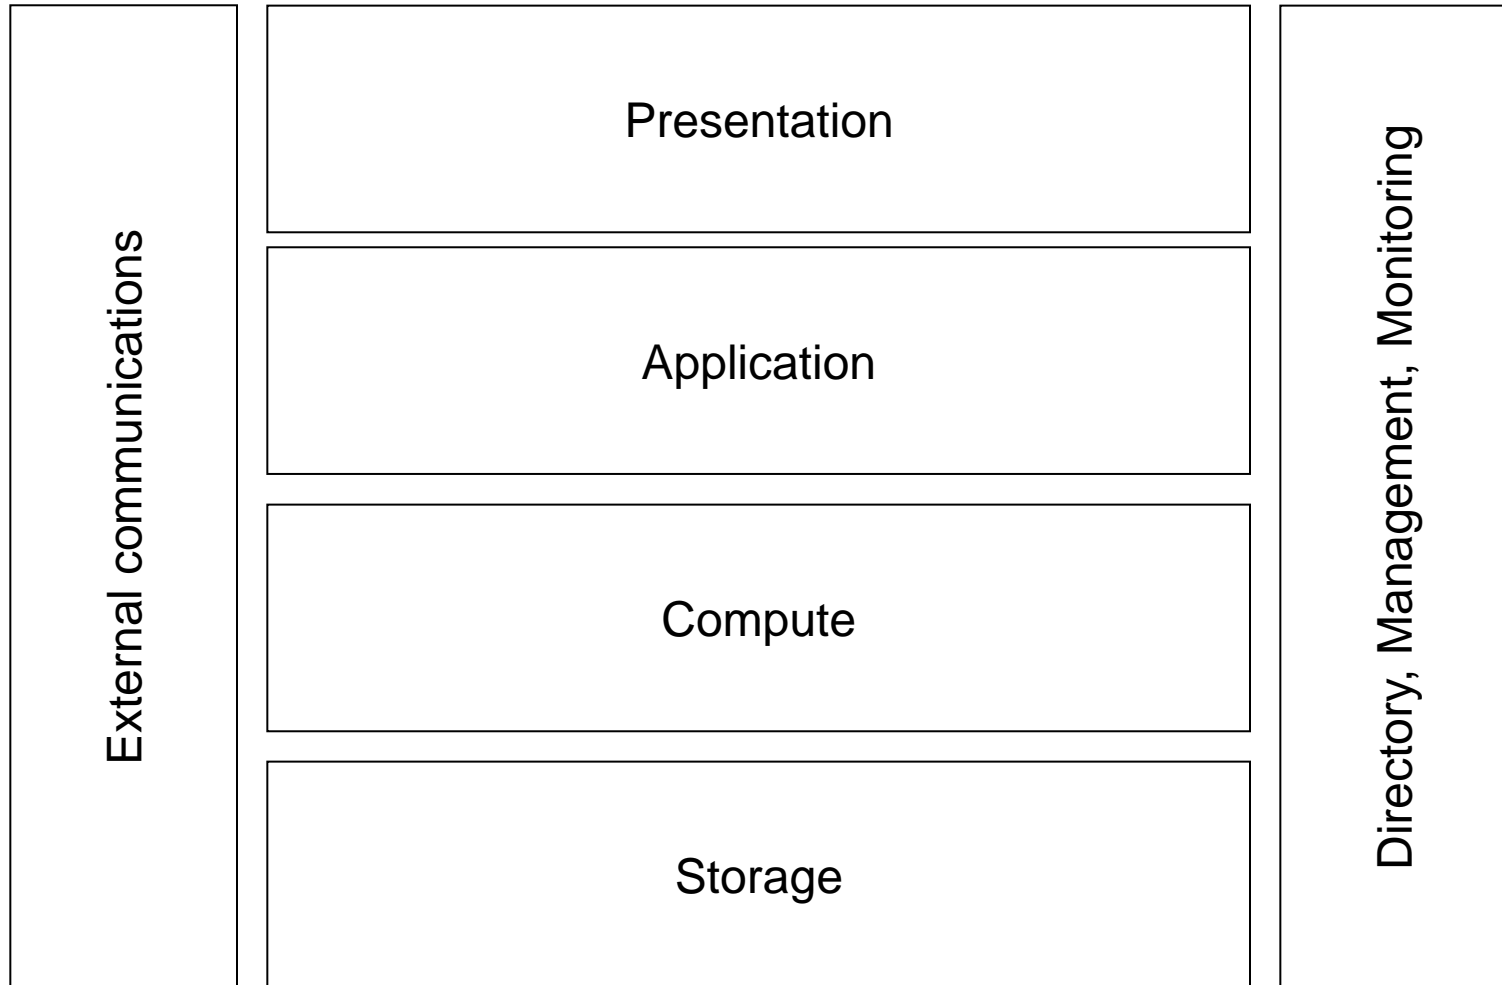 External communications
Presentation
Application
Compute
Storage
Directory, Management, Monitoring